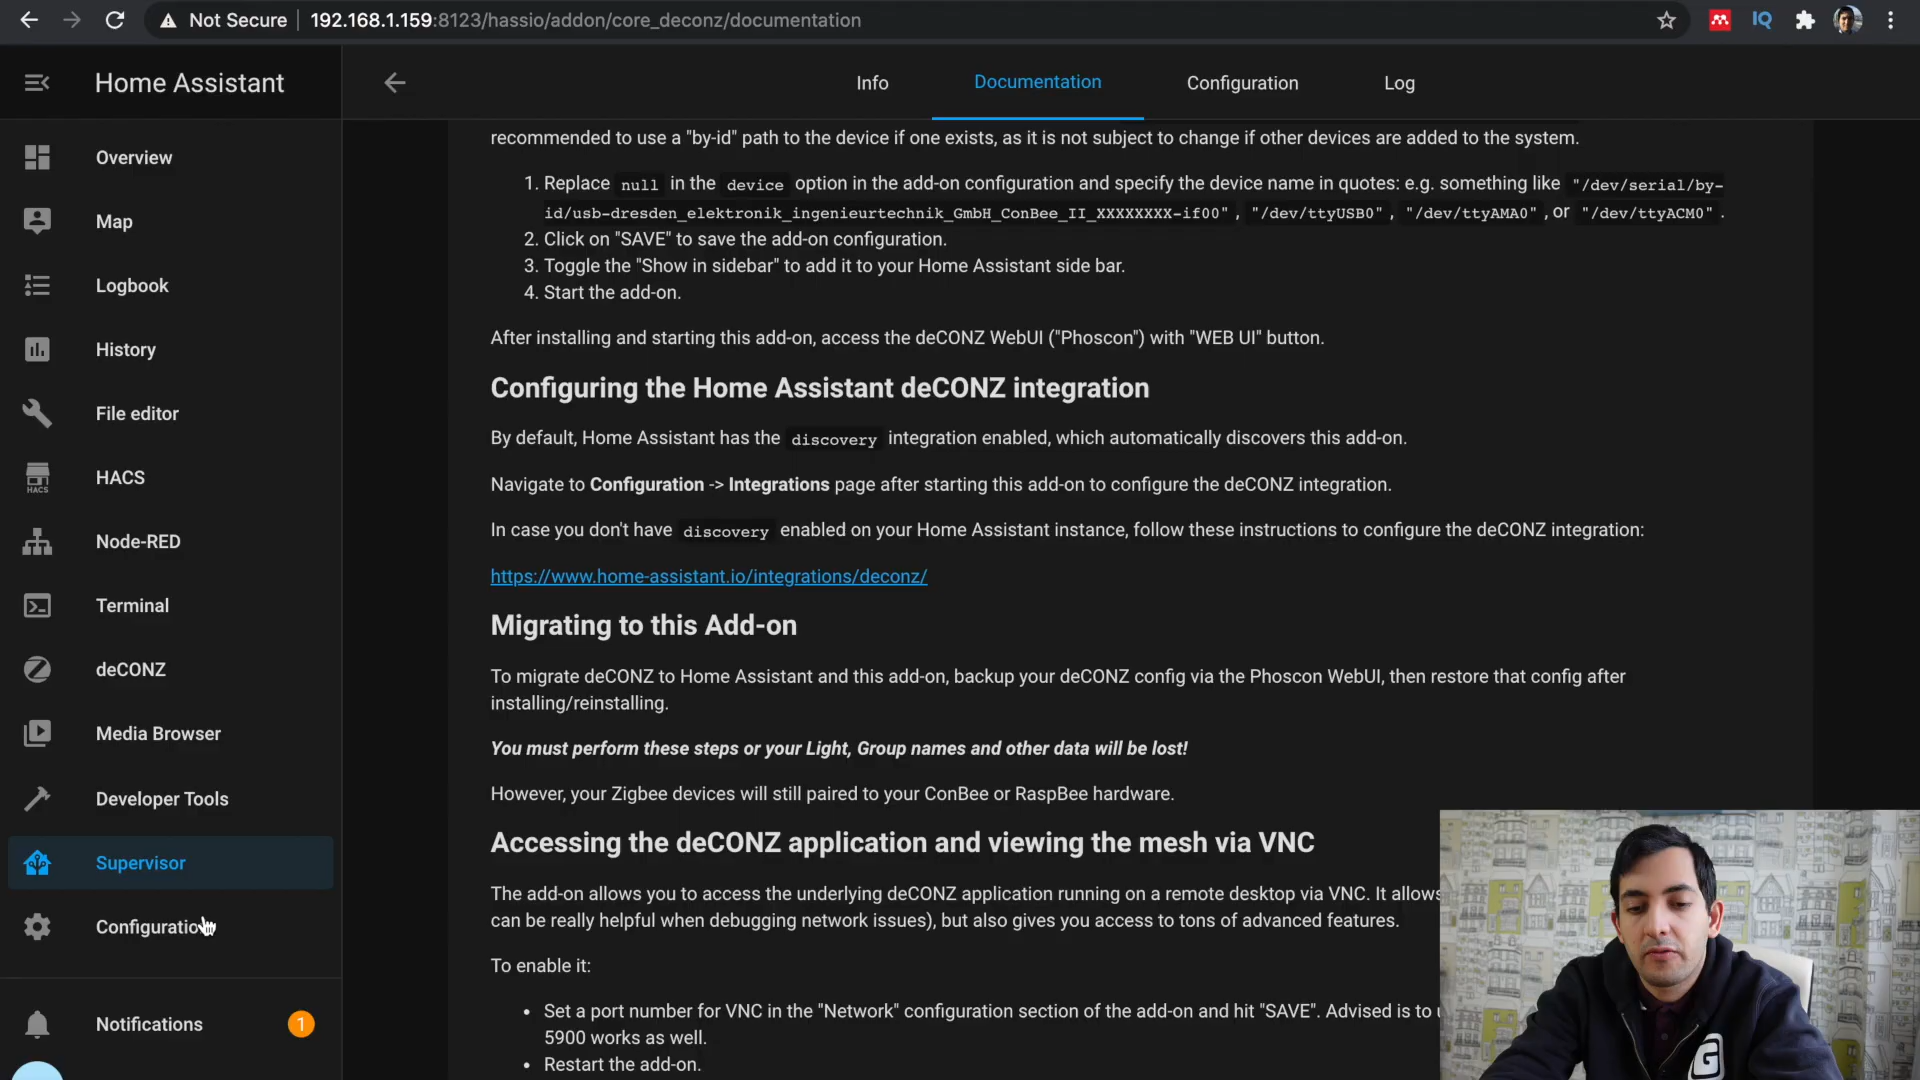 Not Secure 192.168.1.159:8123/hassio/addon/core_deconz/documentation IQ
Home Assistant
Info Documentation Configuration Log
Overview
Map
Logbook
History
File editor
HACS
HACS
Node-RED
Terminal
deCONZ
Media Browser
Developer Tools
Supervisor
Configuration
Notifications 1
recommended to use a "by-id" path to the device if one exists, as it is not subject to change if other devices are added to the system.
1. Replace null in the device option in the add-on configuration and specify the device name in quotes: e.g. something like "/dev/serial/by-
id/usb-dresden_elektronik_ingenieurtechnik_GmbH_ConBee_II_XXXXXXXX-if00", "/dev/ttyUSB0", "/dev/ttyAMA0", or "/dev/ttyACM0".
2. Click on "SAVE" to save the add-on configuration.
3. Toggle the "Show in sidebar" to add it to your Home Assistant side bar.
4. Start the add-on.
After installing and starting this add-on, access the deCONZ WebUI ("Phoscon") with "WEB UI" button.
Configuring the Home Assistant deCONZ integration
By default, Home Assistant has the discovery integration enabled, which automatically discovers this add-on.
Navigate to Configuration -> Integrations page after starting this add-on to configure the deCONZ integration.
In case you don't have discovery enabled on your Home Assistant instance, follow these instructions to configure the deCONZ integration:
https://www.home-assistant.io/integrations/deconz/
Migrating to this Add-on
To migrate deCONZ to Home Assistant and this add-on, backup your deCONZ config via the Phoscon WebUI, then restore that config after
installing/reinstalling.
You must perform these steps or your Light, Group names and other data will be lost!
However, your Zigbee devices will still paired to your ConBee or RaspBee hardware.
Accessing the deCONZ application and viewing the mesh via VNC
The add-on allows you to access the underlying deCONZ application running on a remote desktop via VNC. It allows
can be really helpful when debugging network issues), but also gives you access to tons of advanced features.
To enable it:
• Set a port number for VNC in the "Network" configuration section of the add-on and hit "SAVE". Advised is to
5900 works as well.
• Restart the add-on.
G